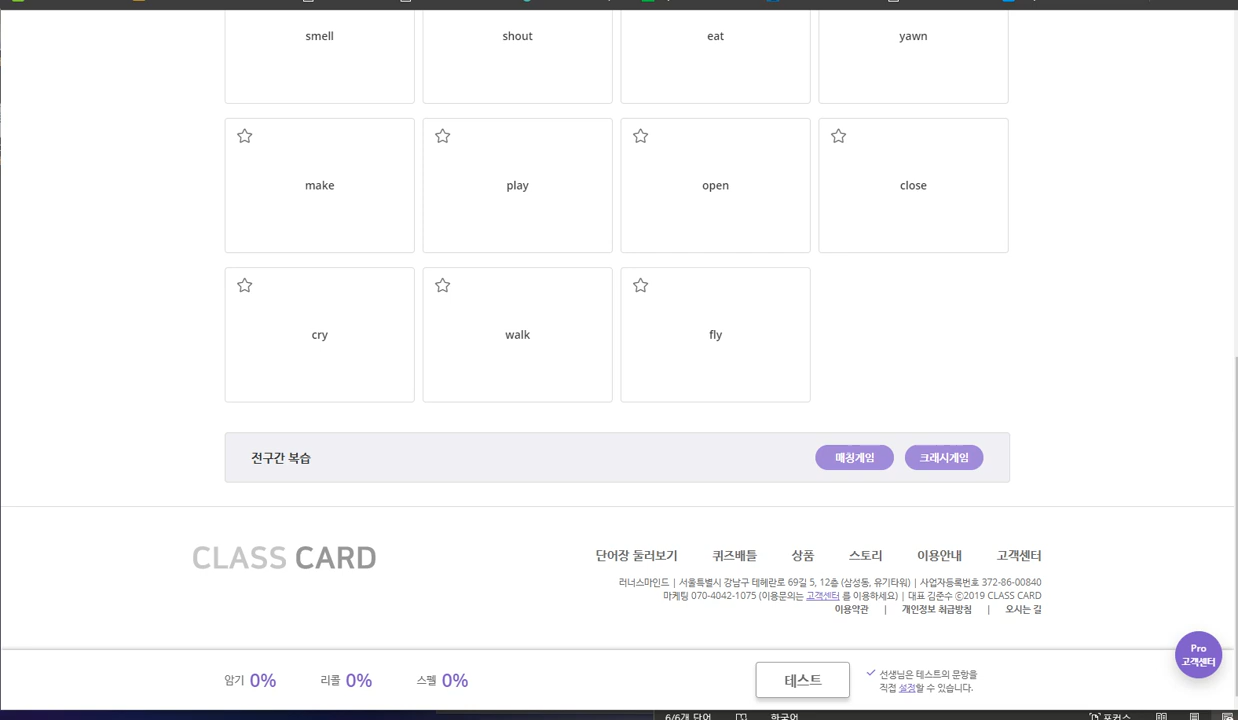 smell shout eat yawn
make play open close
cry walk fly
전구간 복습 매칭게임 크래시게임
CLASS CARD
단어장 둘러보기 퀴즈배틀 상품 스토리 이용안내 고객센터
러너스마인드 | 서울특별시 강남구 테헤란로 69길 5, 12층 (삼성동, 유기타워) | 사업자등록번호 372-86-00840
마케팅 070-4042-1075 (이용문의는 고객센터 를 이용하세요) | 대표 김준수 ⓒ2019 CLASS CARD
이용약관 | 개인정보 취급방침 | 오시는 길
Pro
고객센터
암기 0% 리콜 0% 스펠 0%
테스트
선생님은 테스트의 문항을
직접 설정할 수 있습니다.
6/6개 단어 한국어 포커스